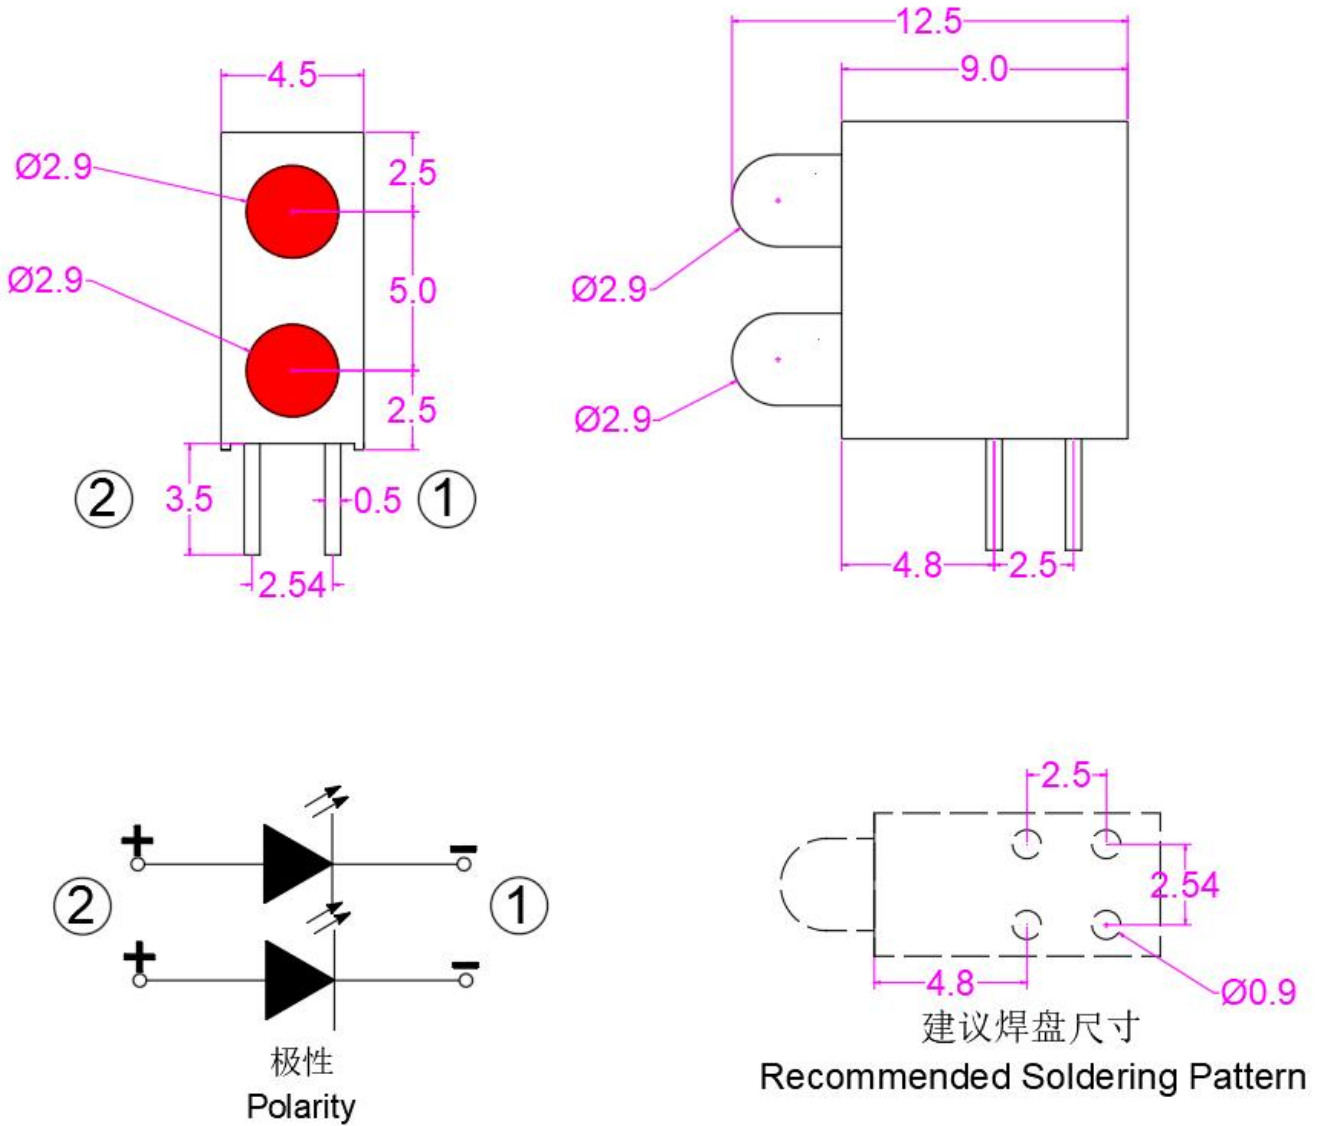 12.5
4.5
9.0
Ø2.9
2.5
Ø2.9
5.0
Ø2.9
2.5
Ø2.9
② 3.5 0.5 ①
2.54
4.8 2.5
2.5
+ -
② ①
2.54
+ -
4.8
Ø0.9
建议焊盘尺寸
极性
Recommended Soldering Pattern
Polarity